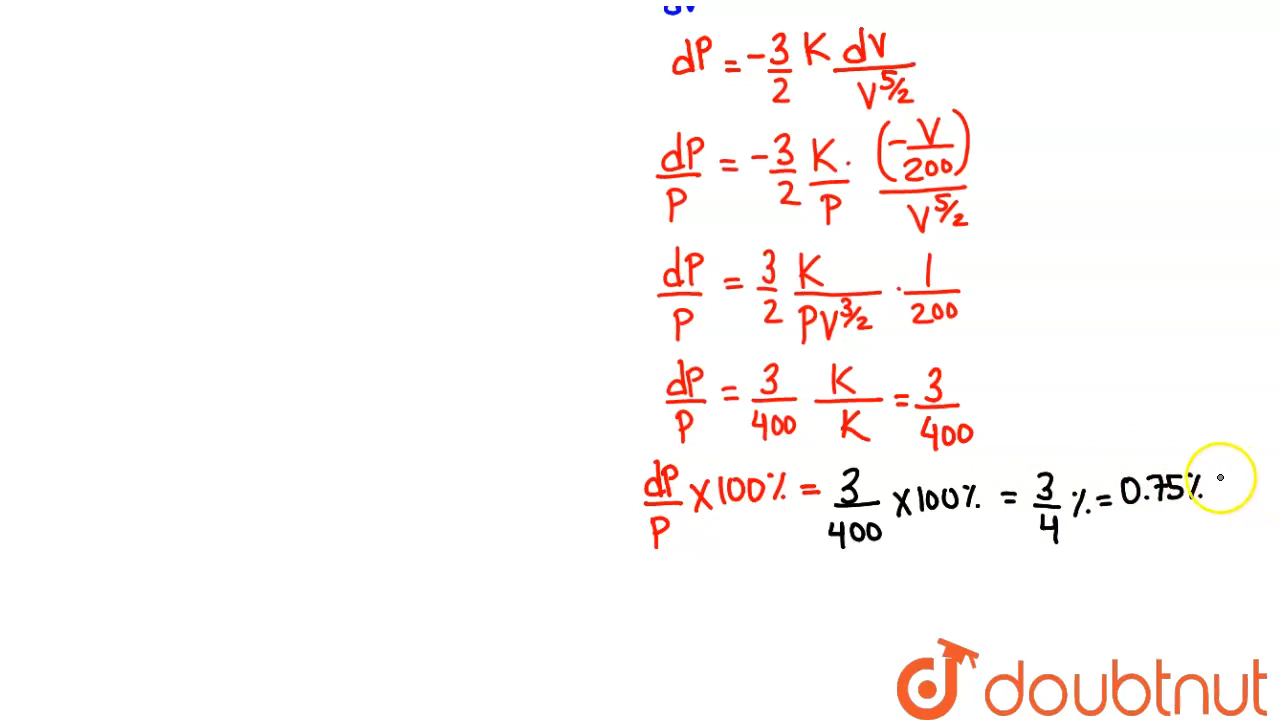 dP = -3/2 K dV/V^5/2
dP/P = -3/2 K/P . (-V/200)/V^5/2
dP/P = 3/2 K/PV^3/2 . 1/200
dP/P = 3/400 K/K = 3/400
dP/P X 100% = 3/400 X 100% = 3/4 % = 0.75%
doubtnut